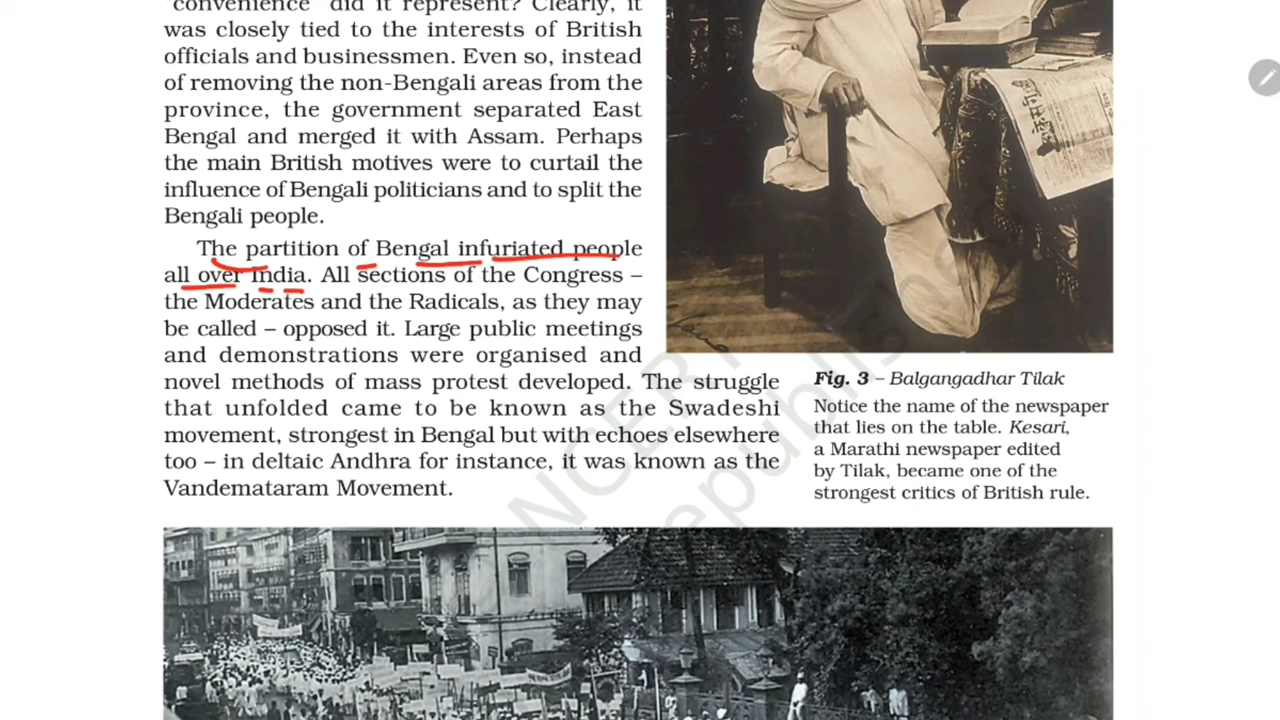 "convenience" did it represent? Clearly, it
was closely tied to the interests of British
officials and businessmen. Even so, instead
of removing the non-Bengali areas from the
province, the government separated East
Bengal and merged it with Assam. Perhaps
the main British motives were to curtail the
influence of Bengali politicians and to split the
Bengali people.
The partition of Bengal infuriated people
all over India. All sections of the Congress –
the Moderates and the Radicals, as they may
be called – opposed it. Large public meetings
and demonstrations were organised and
novel methods of mass protest developed. The struggle
that unfolded came to be known as the Swadeshi
movement, strongest in Bengal but with echoes elsewhere
too – in deltaic Andhra for instance, it was known as the
Vandemataram Movement.
Fig. 3 – Balgangadhar Tilak
Notice the name of the newspaper
that lies on the table. Kesari,
a Marathi newspaper edited
by Tilak, became one of the
strongest critics of British rule.
NCERT
republishe